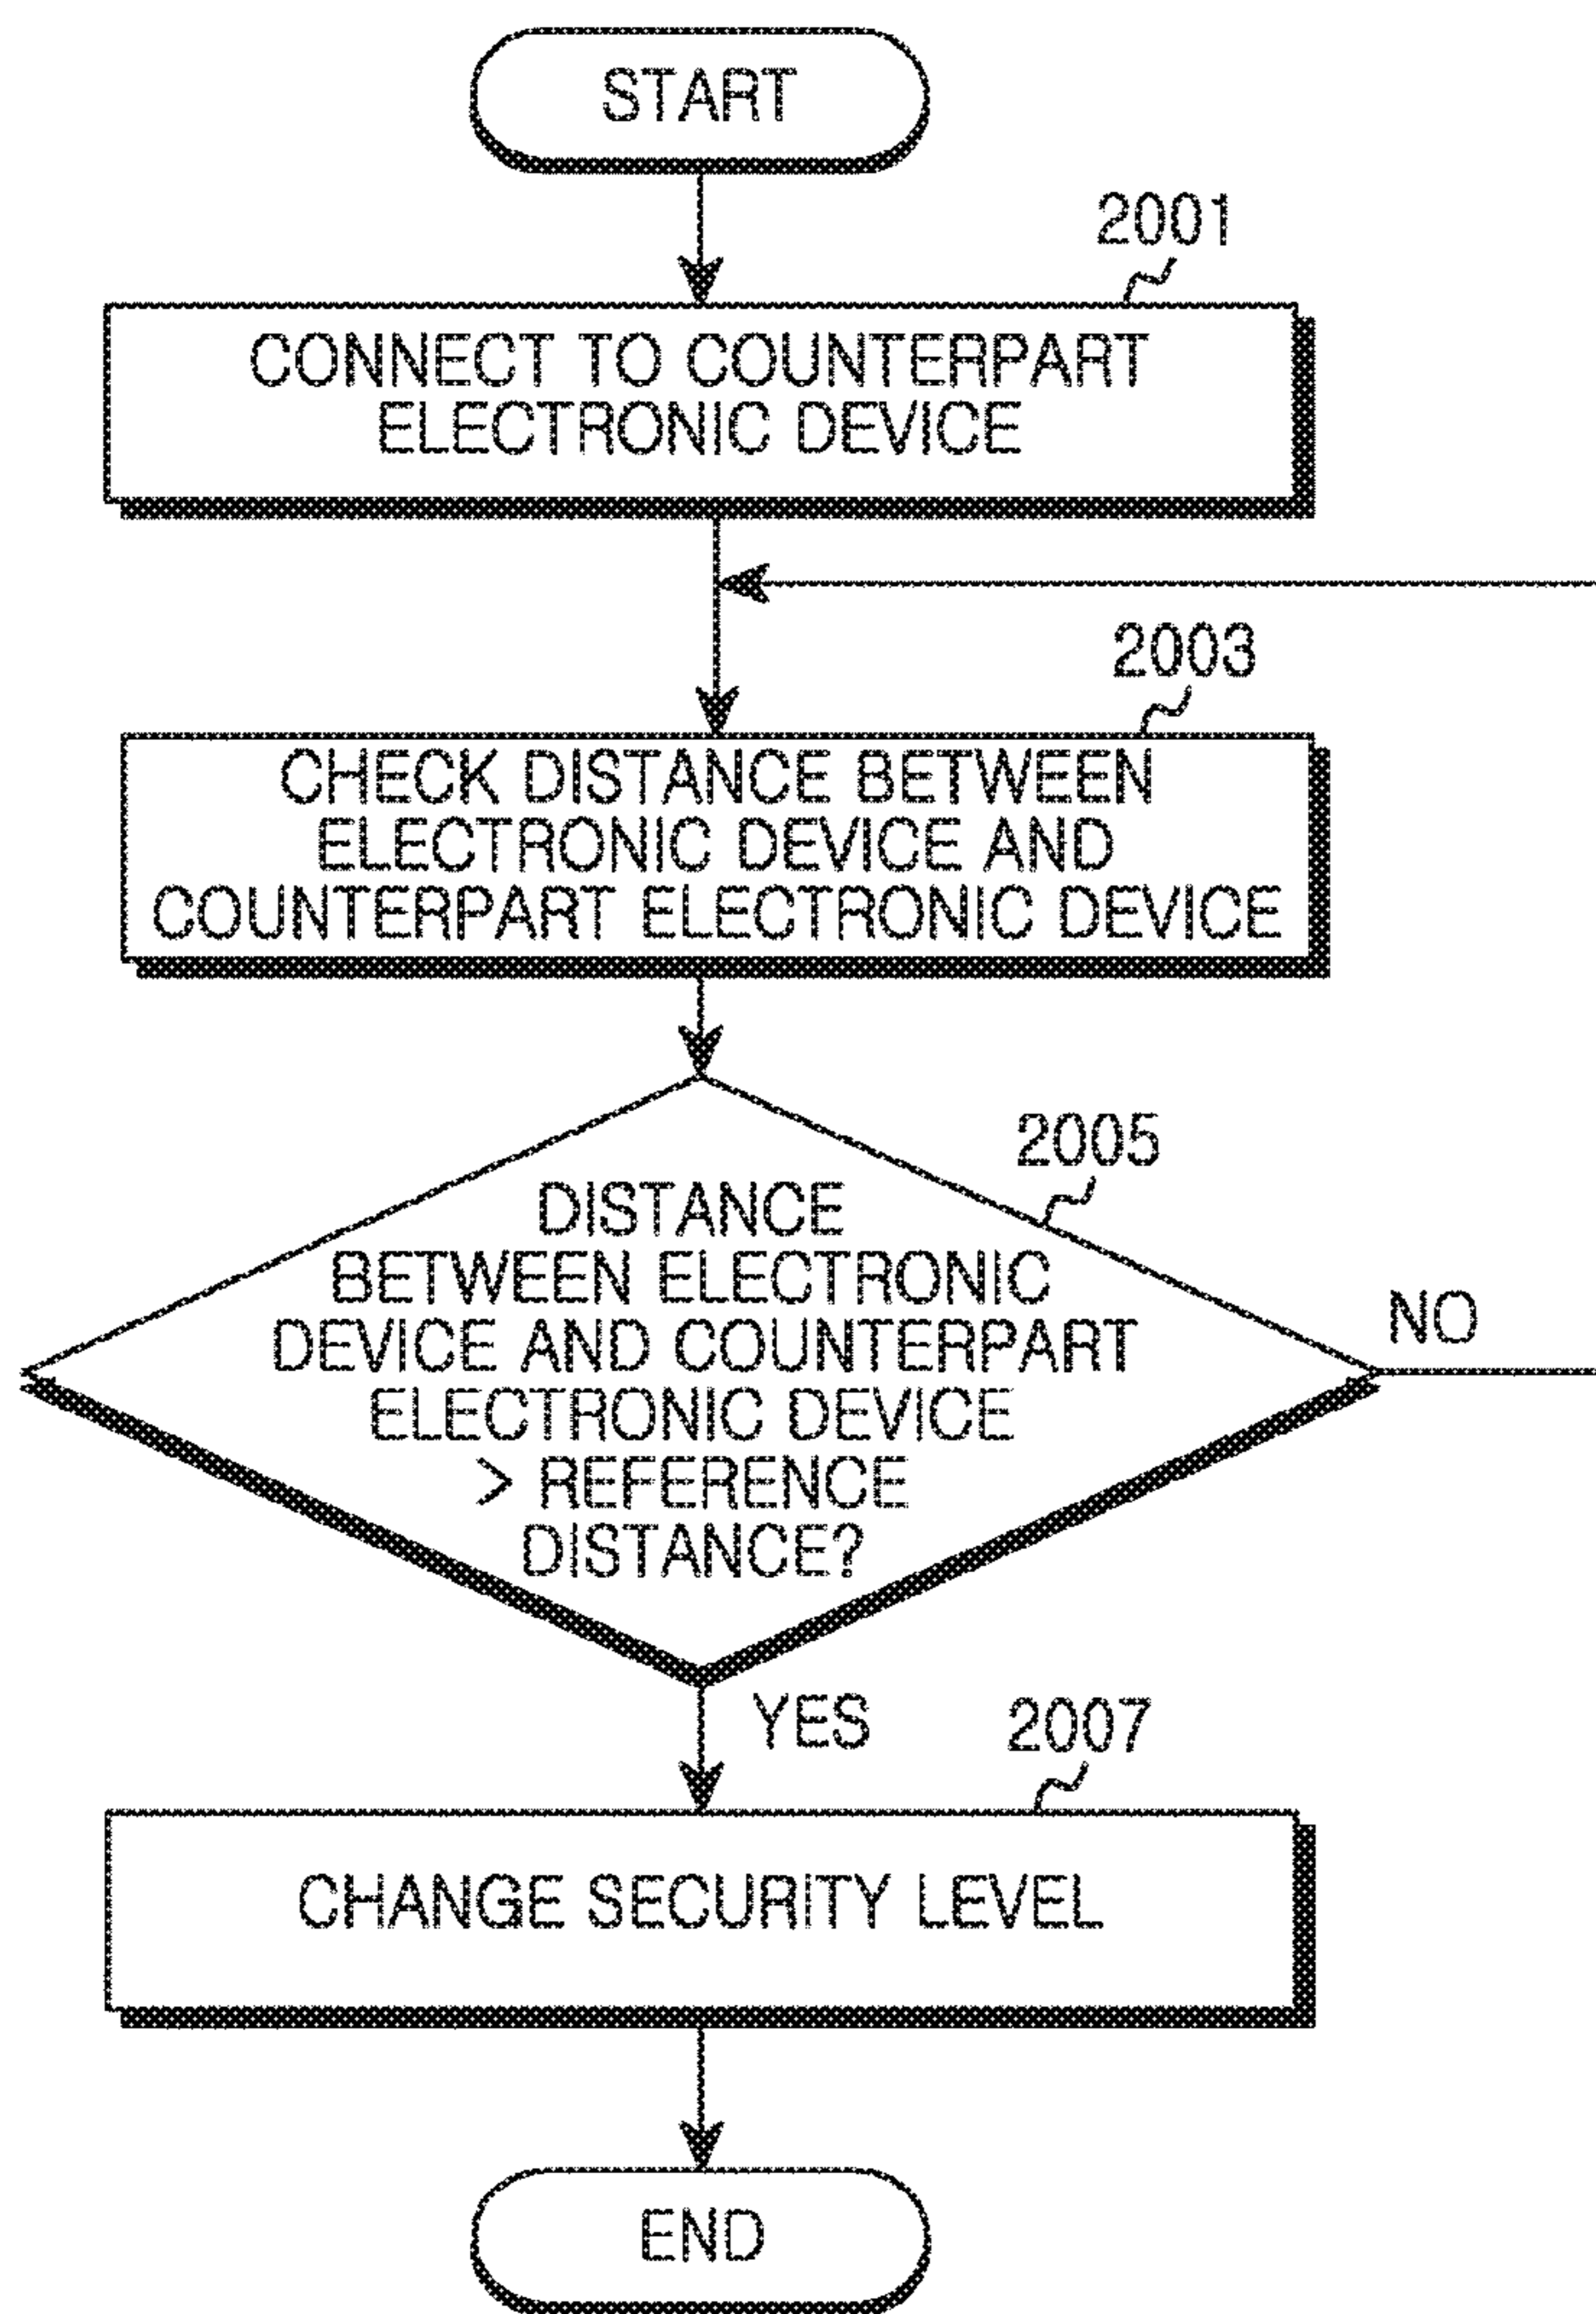 START
2001
CONNECT TO COUNTERPART
ELECTRONIC DEVICE
2003
CHECK DISTANCE BETWEEN
ELECTRONIC DEVICE AND
COUNTERPART ELECTRONIC DEVICE
2005
DISTANCE
BETWEEN ELECTRONIC
DEVICE AND COUNTERPART
ELECTRONIC DEVICE
> REFERENCE
DISTANCE?
NO
YES
2007
CHANGE SECURITY LEVEL
END